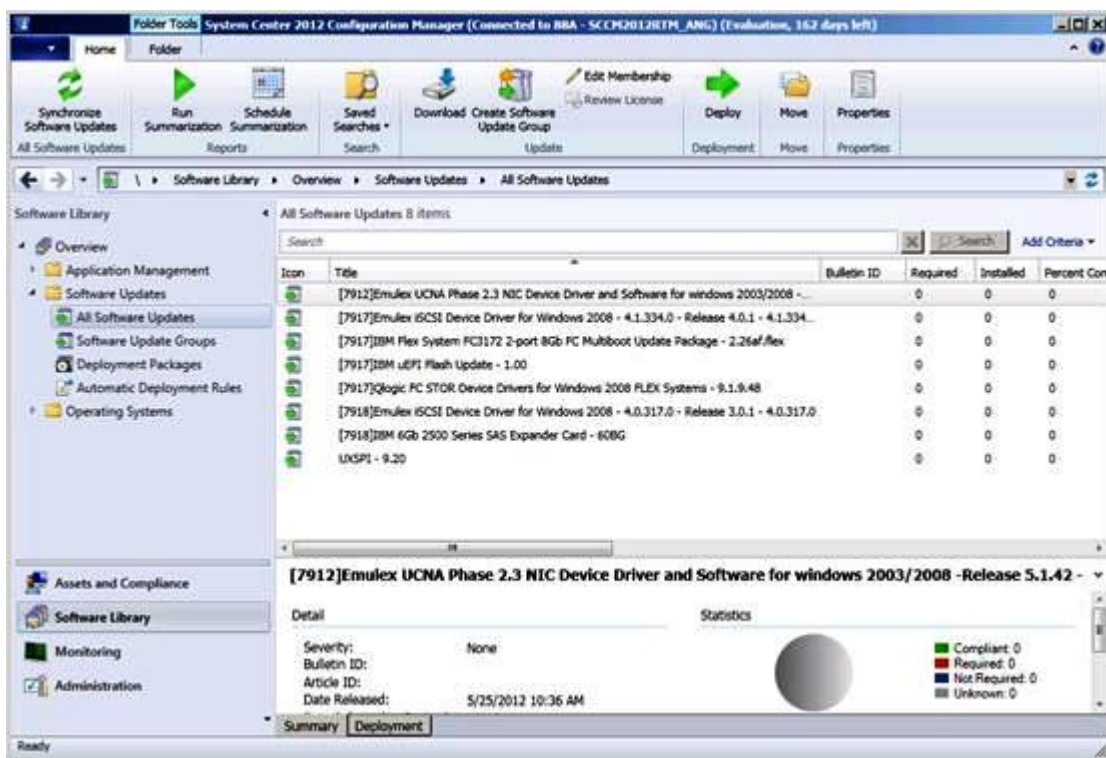 Folder Tools System Center 2012 Configuration Manager (Connected to BBA - SCCM2012RTM_ANG) (Evaluation, 162 days left)
Home Folder
Synchronize Software Updates
Run Summarization
Schedule Summarization
Saved Searches
Download
Create Software Update Group
Edit Membership
Review License
Deploy
Move
Properties
All Software Updates Reports Search Update Deployment Move Properties
\ Software Library Overview Software Updates All Software Updates
Software Library
Overview
Application Management
Software Updates
All Software Updates
Software Update Groups
Deployment Packages
Automatic Deployment Rules
Operating Systems
Assets and Compliance
Software Library
Monitoring
Administration
All Software Updates 8 items
Search Search Add Criteria
Icon Title Bulletin ID Required Installed Percent Con
[7912]Emulex UCNA Phase 2.3 NIC Device Driver and Software for windows 2003/2008 -... 0 0 0
[7917]Emulex iSCSI Device Driver for Windows 2008 - 4.1.334.0 - Release 4.0.1 - 4.1.334... 0 0 0
[7917]IBM Flex System FC3172 2-port 8Gb FC Multiboot Update Package - 2.26af.flex 0 0 0
[7917]IBM uEFI Flash Update - 1.00 0 0 0
[7917]Qlogic FC STOR Device Drivers for Windows 2008 FLEX Systems - 9.1.9.48 0 0 0
[7918]Emulex iSCSI Device Driver for Windows 2008 - 4.0.317.0 - Release 3.0.1 - 4.0.317.0 0 0 0
[7918]IBM 6Gb 2500 Series SAS Expander Card - 608G 0 0 0
UXSPI - 9.20 0 0 0
[7912]Emulex UCNA Phase 2.3 NIC Device Driver and Software for windows 2003/2008 -Release 5.1.42 -
Detail
Severity: None
Bulletin ID:
Article ID:
Date Released: 5/25/2012 10:36 AM
Statistics
Compliant: 0
Required: 0
Not Required: 0
Unknown: 0
Summary Deployment
Ready